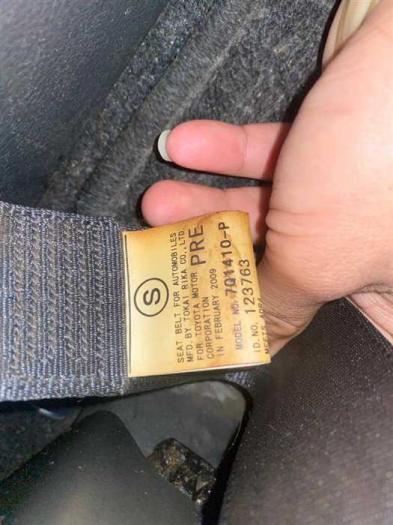 S
SEAT BELT FOR AUTOMOBILES
MFD. BY TOKAI RIKA CO., LTD.
FOR TOYOTA MOTOR PRE
CORPORATION
IN FEBRUARY 2009
MODEL NO. 7Q1410-P
123763
ID. NO.